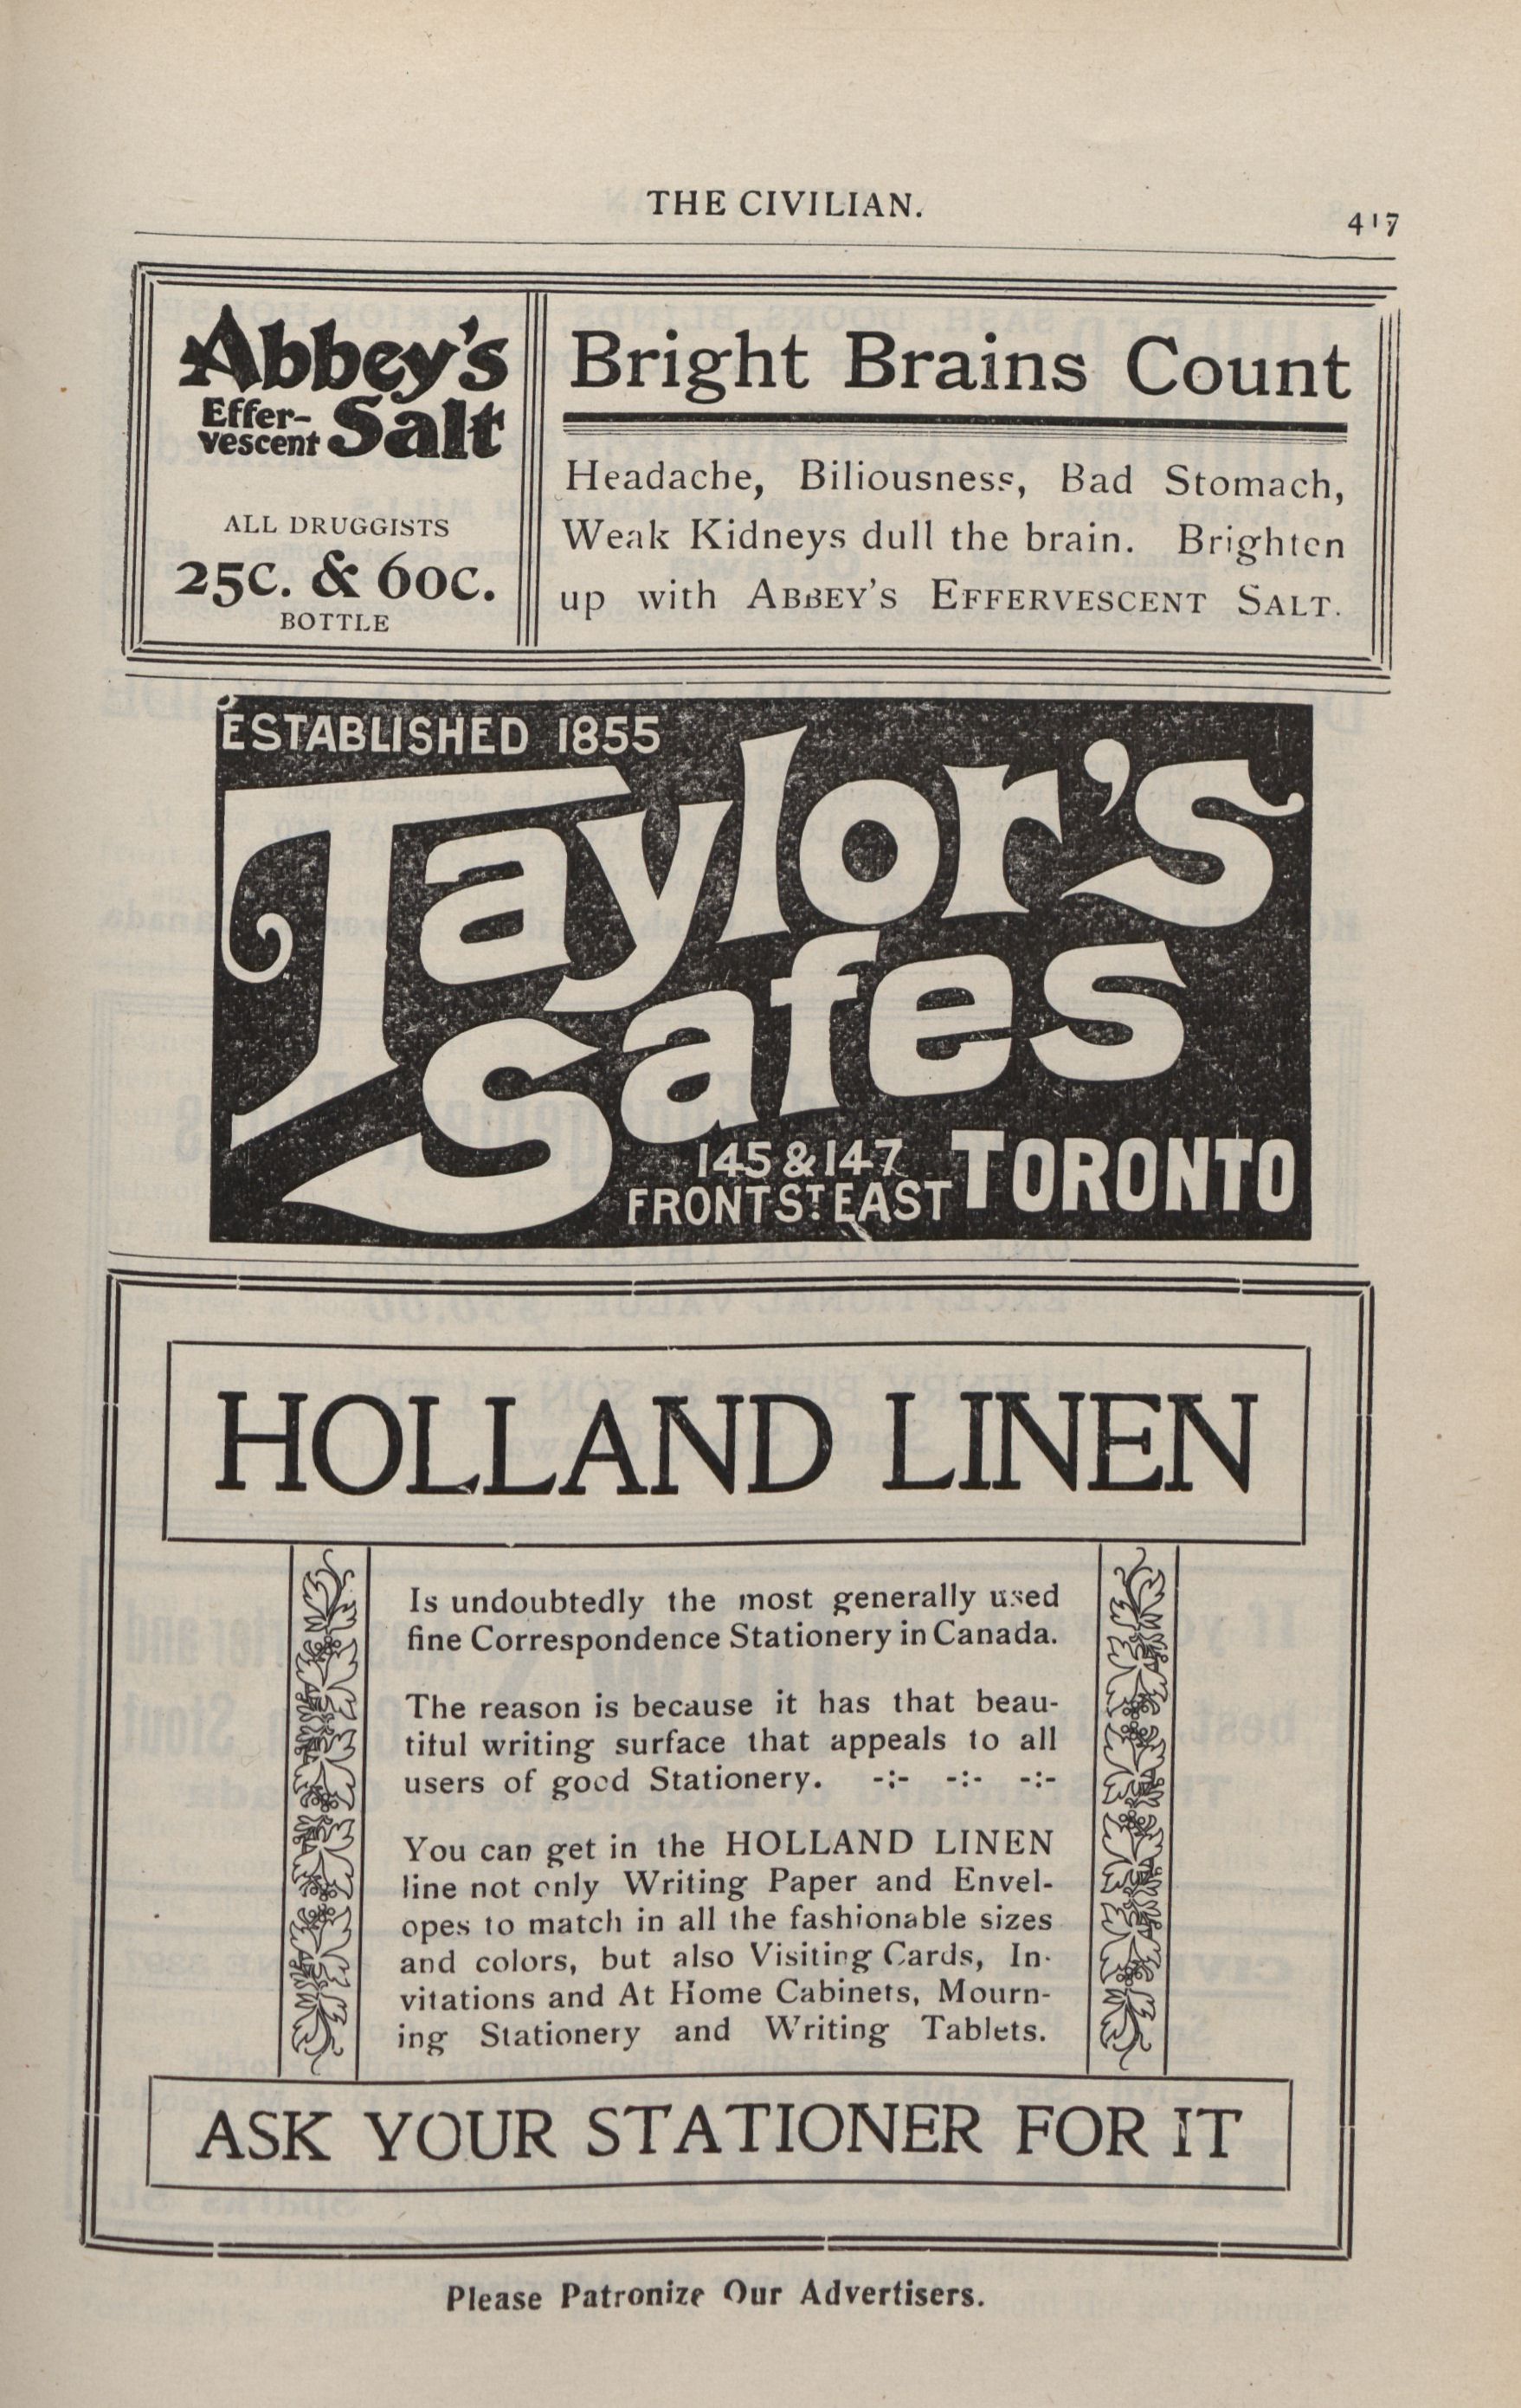 THE CIVILIAN.
417
Abbey's
Effer-
vescent Salt
ALL DRUGGISTS
25C. & 60C.
BOTTLE
Bright Brains Count
Headache, Biliousness, Bad Stomach,
Weak Kidneys dull the brain. Brighten
up with ABBEY'S EFFERVESCENT SALT.
ESTABLISHED 1855
Taylor's
Safes
145 & 147
FRONT ST. EAST TORONTO
HOLLAND LINEN
Is undoubtedly the most generally used
fine Correspondence Stationery in Canada.
The reason is because it has that beau-
tiful writing surface that appeals to all
users of good Stationery. -:- -:- -:-
You can get in the HOLLAND LINEN
line not only Writing Paper and Envel-
opes to match in all the fashionable sizes
and colors, but also Visiting Cards, In-
vitations and At Home Cabinets, Mourn-
ing Stationery and Writing Tablets.
ASK YOUR STATIONER FOR IT
Please Patronize Our Advertisers.